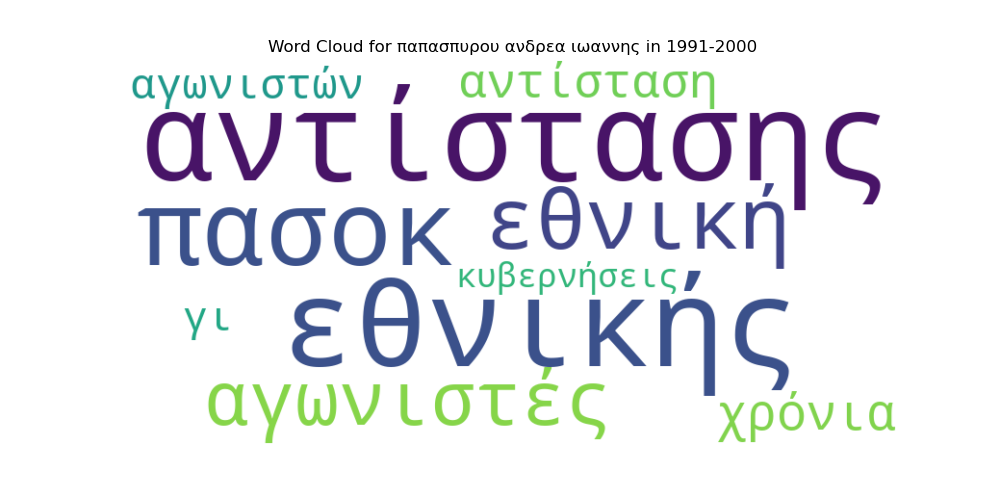 Word Cloud for παπασπυρου ανδρεα ιωαννης in 1991-2000
αγωνιστών αντίσταση
αντίστασης
πασοκ εθνική
κυβερνήσεις
γι εθνικής
αγωνιστές χρόνια